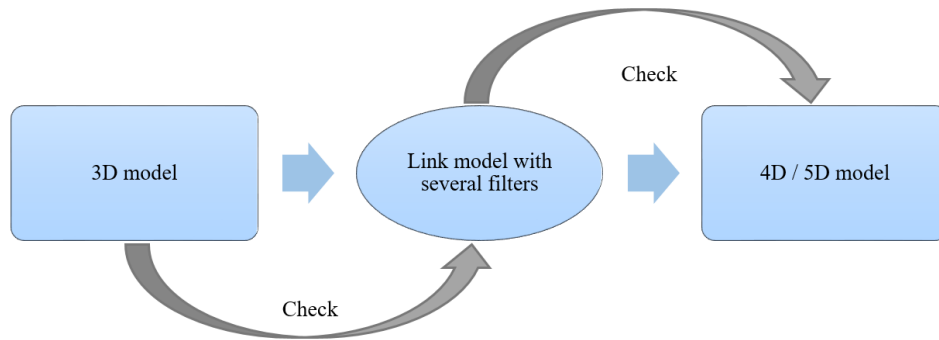 Check
3D model
Link model with
several filters
4D / 5D model
Check